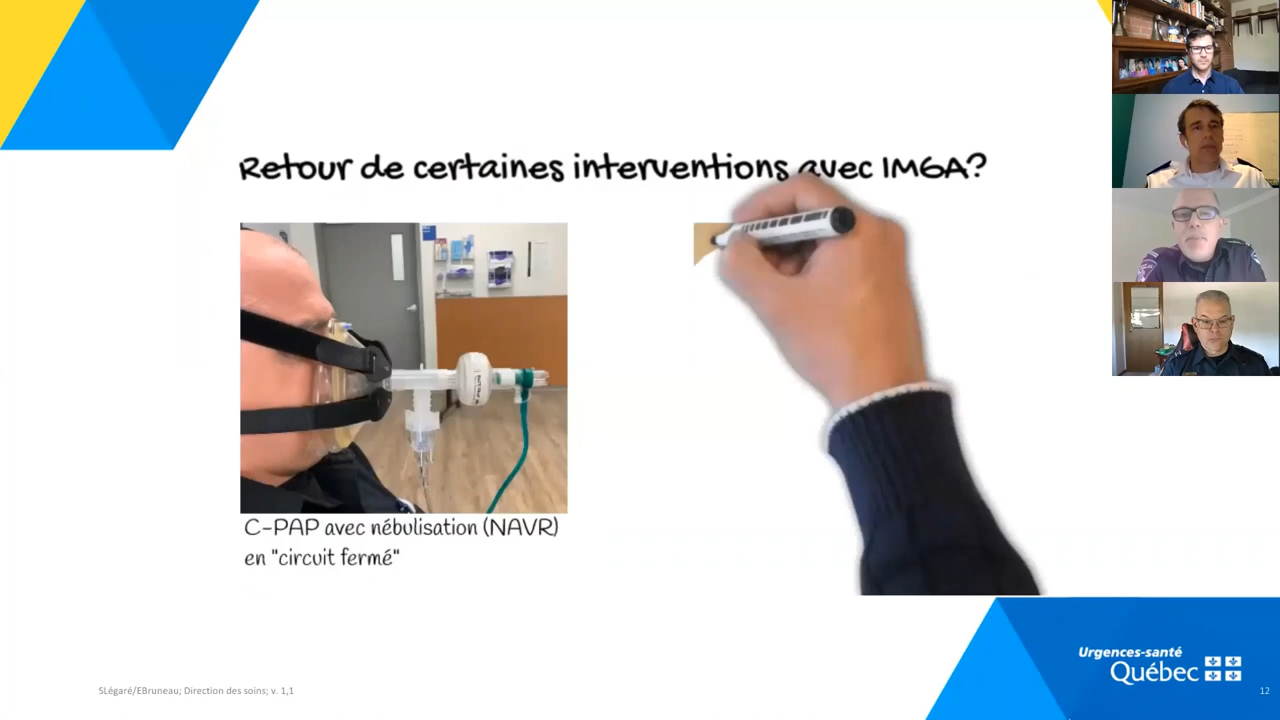 Retour de certaines interventions avec IMGA?
C-PAP avec nébulisation (NAVR)
en "circuit fermé"
Urgences-santé
Québec
SLégaré/EBruneau; Direction des soins; v. 1,1
12